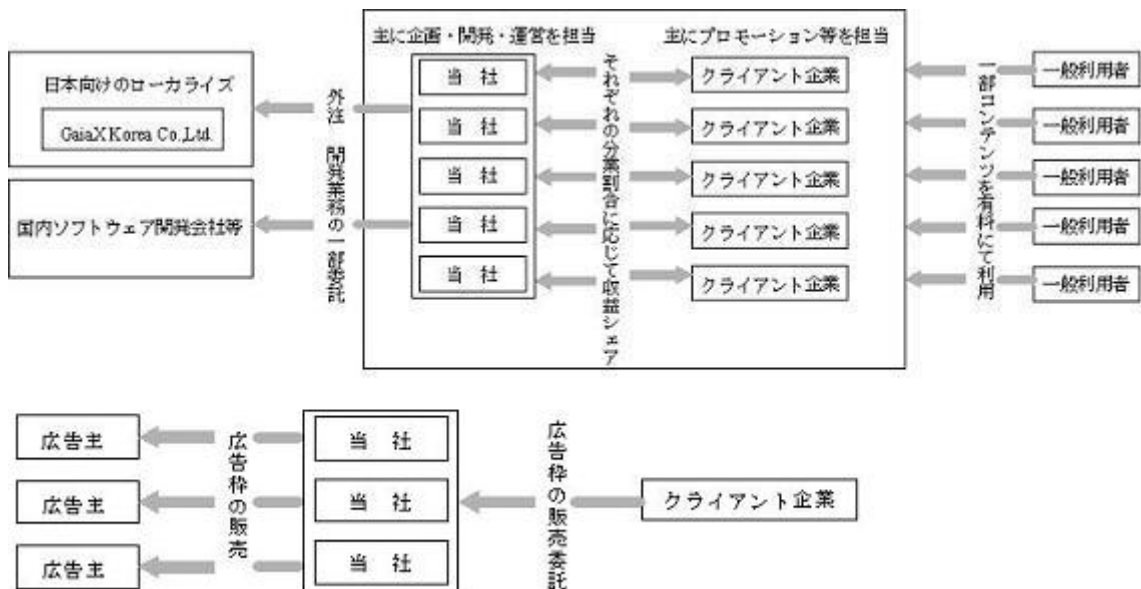 主に企画・開発・運営を担当
主にプロモーション等を担当
日本向けのローカライズ
GaiaX Korea Co.,Ltd.
国内ソフトウェア開発会社等
外注 開発業務の一部委託
当 社
当 社
当 社
当 社
当 社
それぞれの分業割合に応じて収益シェア
クライアント企業
クライアント企業
クライアント企業
クライアント企業
クライアント企業
一部コンテンツを有料にて利用
一般利用者
一般利用者
一般利用者
一般利用者
一般利用者
広告主
広告主
広告主
広告枠の販売
当 社
当 社
当 社
広告枠の販売委託
クライアント企業